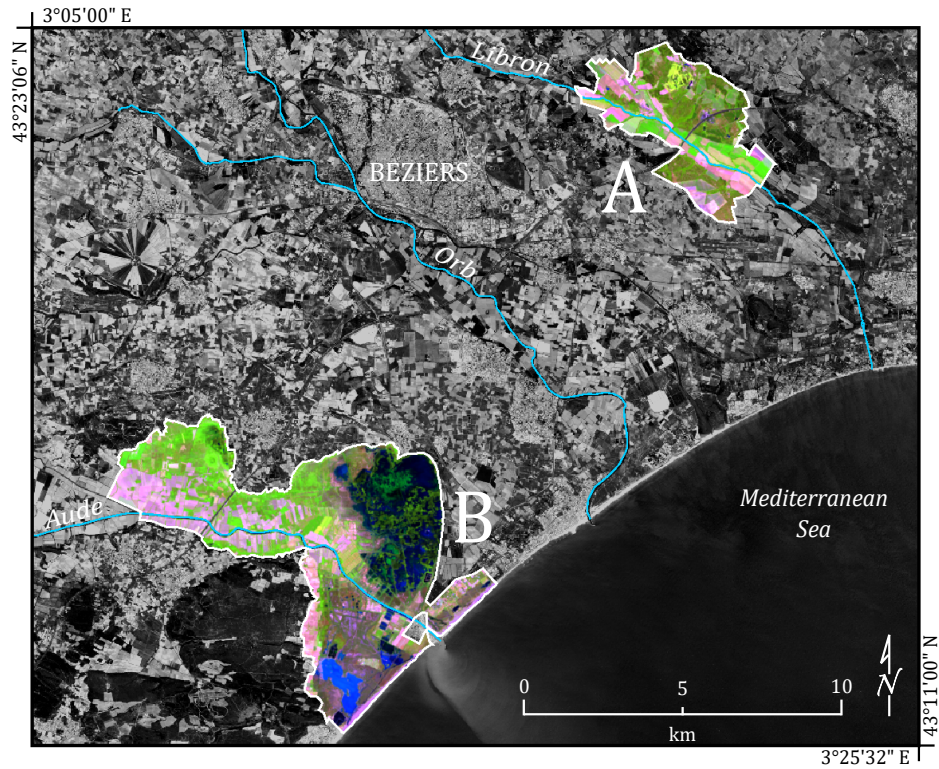 3°05'00" E
43°23'06" N
Libron
BEZIERS
A
Orb
Aude
B
Mediterranean
Sea
0 5 10
km
N
43°11'00" N
3°25'32" E